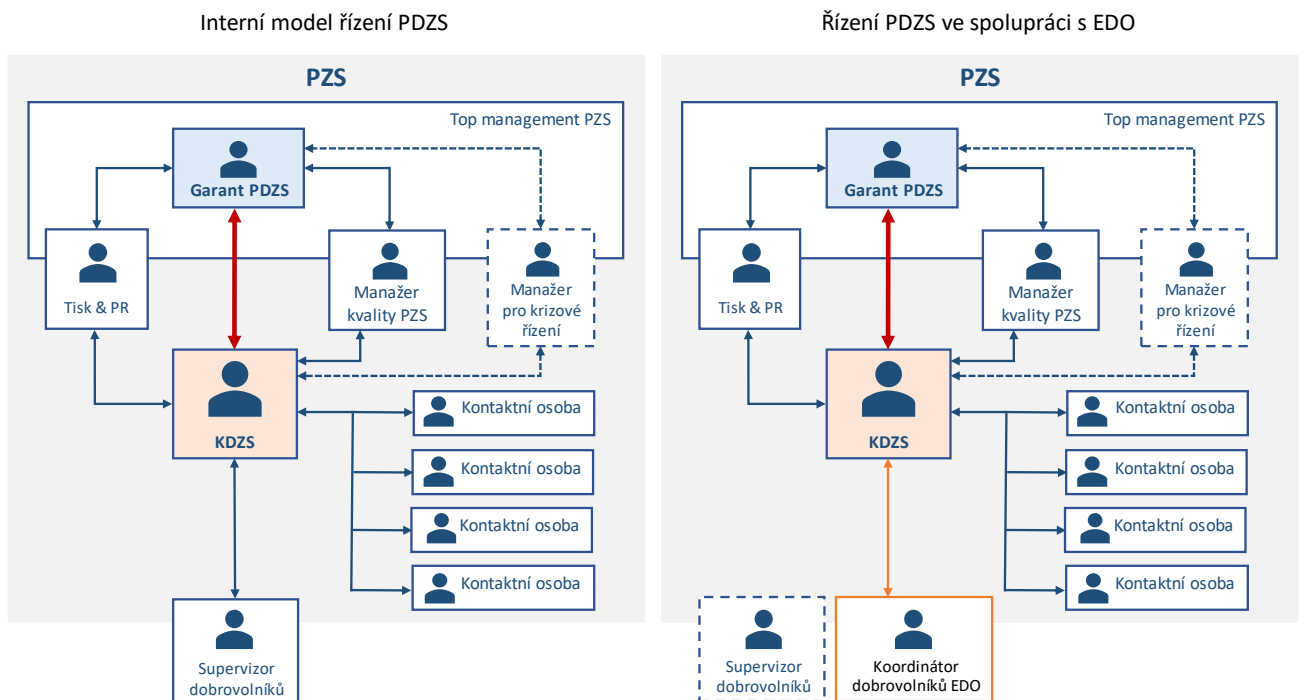 Interní model řízení PDZS
PZS
Top management PZS
Garant PDZS
Tisk & PR
Manažer
kvality PZS
Manažer
pro krizové
řízení
KDZS
Kontaktní osoba
Kontaktní osoba
Kontaktní osoba
Kontaktní osoba
Supervizor
dobrovolníků
Řízení PDZS ve spolupráci s EDO
PZS
Top management PZS
Garant PDZS
Tisk & PR
Manažer
kvality PZS
Manažer
pro krizové
řízení
KDZS
Kontaktní osoba
Kontaktní osoba
Kontaktní osoba
Kontaktní osoba
Supervizor
dobrovolníků
Koordinátor
dobrovolníků EDO